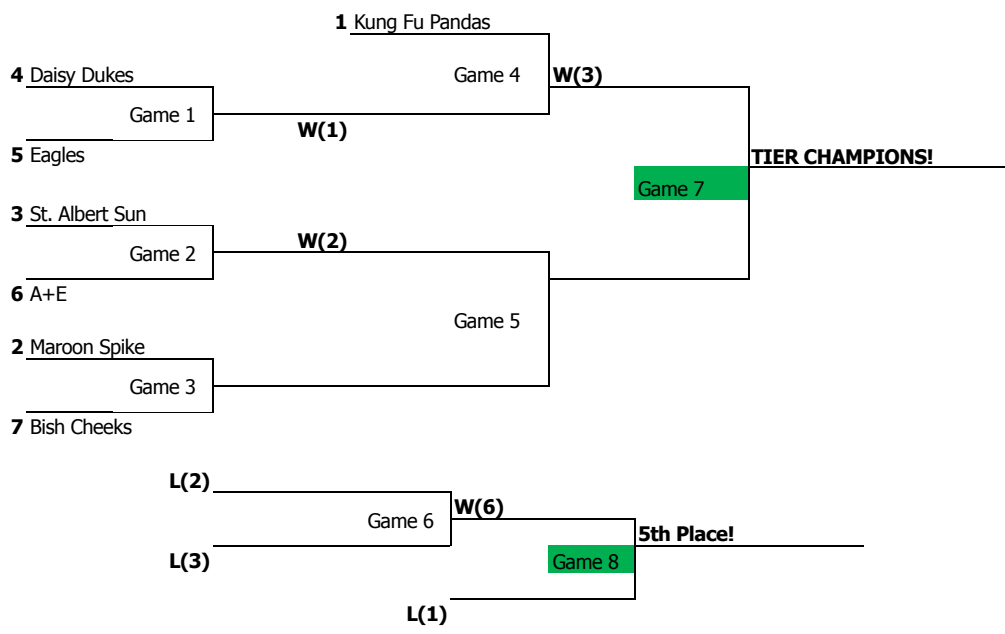 1 Kung Fu Pandas
4 Daisy Dukes
Game 4
W(3)
Game 1
W(1)
5 Eagles
TIER CHAMPIONS!
Game 7
3 St. Albert Sun
W(2)
Game 2
6 A+E
Game 5
2 Maroon Spike
Game 3
7 Bish Cheeks
L(2)
W(6)
Game 6
5th Place!
L(3)
Game 8
L(1)